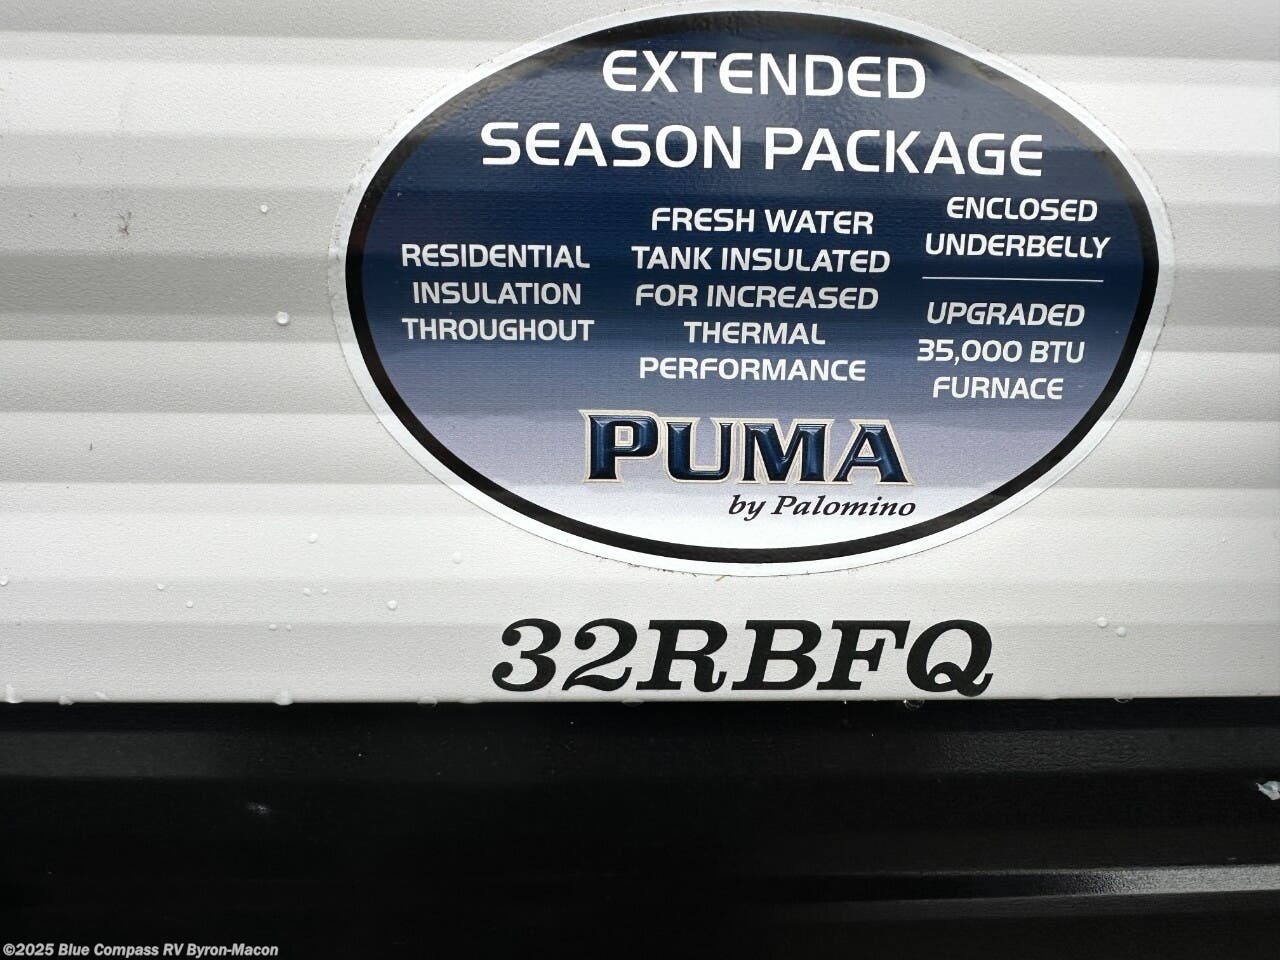 EXTENDED
SEASON PACKAGE
RESIDENTIAL
INSULATION
THROUGHOUT
FRESH WATER
TANK INSULATED
FOR INCREASED
THERMAL
PERFORMANCE
ENCLOSED
UNDERBELLY
UPGRADED
35,000 BTU
FURNACE
PUMA
by Palomino
32RBFQ
©2025 Blue Compass RV Byron-Macon